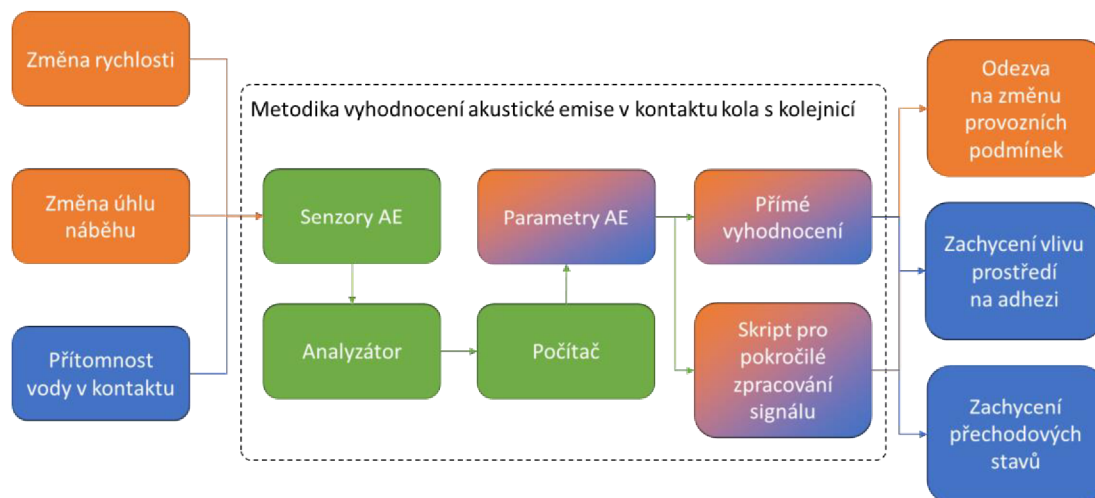 Změna rychlosti
Změna úhlu
náběhu
Přítomnost
vody v kontaktu
Metodika vyhodnocení akustické emise v kontaktu kola s kolejnicí
Senzory AE
Parametry AE
Přímé
vyhodnocení
Analyzátor
Počítač
Skript pro
pokročilé
zpracování
signálu
Odezva
na změnu
provozních
podmínek
Zachycení vlivu
prostředí
na adhezi
Zachycení
přechodových
stavů